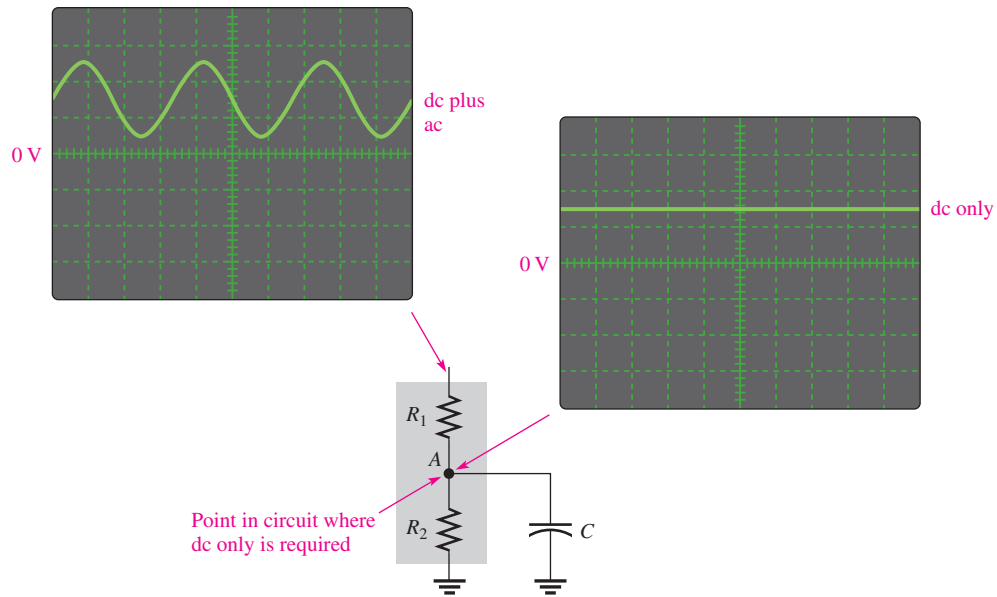 dc plus
ac
0 V
dc only
0 V
R1
A
Point in circuit where
dc only is required
R2
C